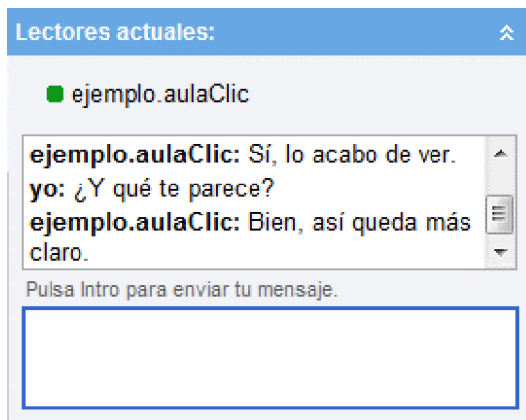 Lectores actuales:
ejemplo.aulaClic
ejemplo.aulaClic: Sí, lo acabo de ver.
yo: ¿Y qué te parece?
ejemplo.aulaClic: Bien, así queda más
claro.
Pulsa Intro para enviar tu mensaje.